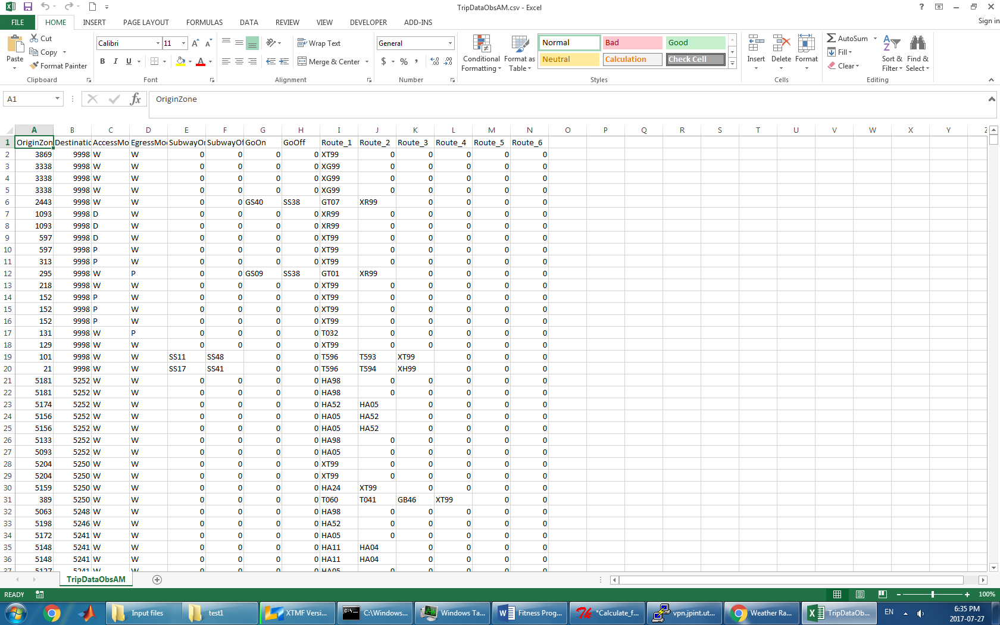 TripDataObsAM.csv - Excel
Sign in
FILE HOME INSERT PAGE LAYOUT FORMULAS DATA REVIEW VIEW DEVELOPER ADD-INS
Paste Cut Copy Format Painter Clipboard
Calibri 11 B I U A A A Font
Wrap Text Merge & Center Alignment
General $ % , Number
Conditional Formatting Format as Table Normal Bad Good Neutral Calculation Check Cell Styles
Insert Delete Format Cells
AutoSum Fill Clear Sort & Filter Find & Select Editing
A1 fx OriginZone
A B C D E F G H I J K L M N O P Q R S T U V W X Y Z
1 OriginZon Destinatio AccessMo EgressMod SubwayOn SubwayOf GoOn GoOff Route_1 Route_2 Route_3 Route_4 Route_5 Route_6
2 3869 9998 W W 0 0 0 0 XT99 0 0 0 0 0
3 3338 9998 W W 0 0 0 0 XG99 0 0 0 0 0
4 3338 9998 W W 0 0 0 0 XG99 0 0 0 0 0
5 3338 9998 W W 0 0 0 0 XG99 0 0 0 0 0
6 2443 9998 W W 0 0 GS40 SS38 GT07 XR99 0 0 0 0
7 1093 9998 D W 0 0 0 0 XR99 0 0 0 0 0
8 1093 9998 D W 0 0 0 0 XR99 0 0 0 0 0
9 597 9998 D W 0 0 0 0 XT99 0 0 0 0 0
10 597 9998 P W 0 0 0 0 XT99 0 0 0 0 0
11 313 9998 P W 0 0 0 0 XT99 0 0 0 0 0
12 295 9998 W P 0 0 GS09 SS38 GT01 XR99 0 0 0 0
13 218 9998 W W 0 0 0 0 XT99 0 0 0 0 0
14 152 9998 P W 0 0 0 0 XT99 0 0 0 0 0
15 152 9998 P W 0 0 0 0 XT99 0 0 0 0 0
16 152 9998 P W 0 0 0 0 XT99 0 0 0 0 0
17 131 9998 W P 0 0 0 0 T032 0 0 0 0 0
18 129 9998 W W 0 0 0 0 XT99 0 0 0 0 0
19 101 9998 W W SS11 SS48 0 0 T596 T593 XT99 0 0 0
20 21 9998 W W SS17 SS41 0 0 T596 T594 XH99 0 0 0
21 5181 5252 W W 0 0 0 0 HA98 0 0 0 0 0
22 5181 5252 W W 0 0 0 0 HA98 0 0 0 0 0
23 5174 5252 W W 0 0 0 0 HA52 HA05 0 0 0 0
24 5156 5252 W W 0 0 0 0 HA05 HA52 0 0 0 0
25 5156 5252 W W 0 0 0 0 HA05 HA52 0 0 0 0
26 5133 5252 W W 0 0 0 0 HA98 0 0 0 0 0
27 5093 5252 W W 0 0 0 0 HA05 0 0 0 0 0
28 5204 5250 W W 0 0 0 0 XT99 0 0 0 0 0
29 5204 5250 W W 0 0 0 0 XT99 0 0 0 0 0
30 5159 5250 W W 0 0 0 0 HA24 XT99 0 0 0 0
31 389 5250 W W 0 0 0 0 T060 T041 GB46 XT99 0 0
32 5063 5248 W W 0 0 0 0 HA98 0 0 0 0 0
33 5198 5246 W W 0 0 0 0 HA52 0 0 0 0 0
34 5172 5241 W W 0 0 0 0 HA05 0 0 0 0 0
35 5148 5241 W W 0 0 0 0 HA11 HA04 0 0 0 0
36 5148 5241 W W 0 0 0 0 HA11 HA04 0 0 0 0
37 5127 5241 W W 0 0 0 0 HA05 0 0 0 0 0
TripDataObsAM
READY 100%
Input files test1 XTMF Versi... C:\Windows... Windows Ta... Fitness Prog... *Calculate_f... vpn.jpint.ut... Weather Ra... TripDataOb... EN 6:35 PM
2017-07-27